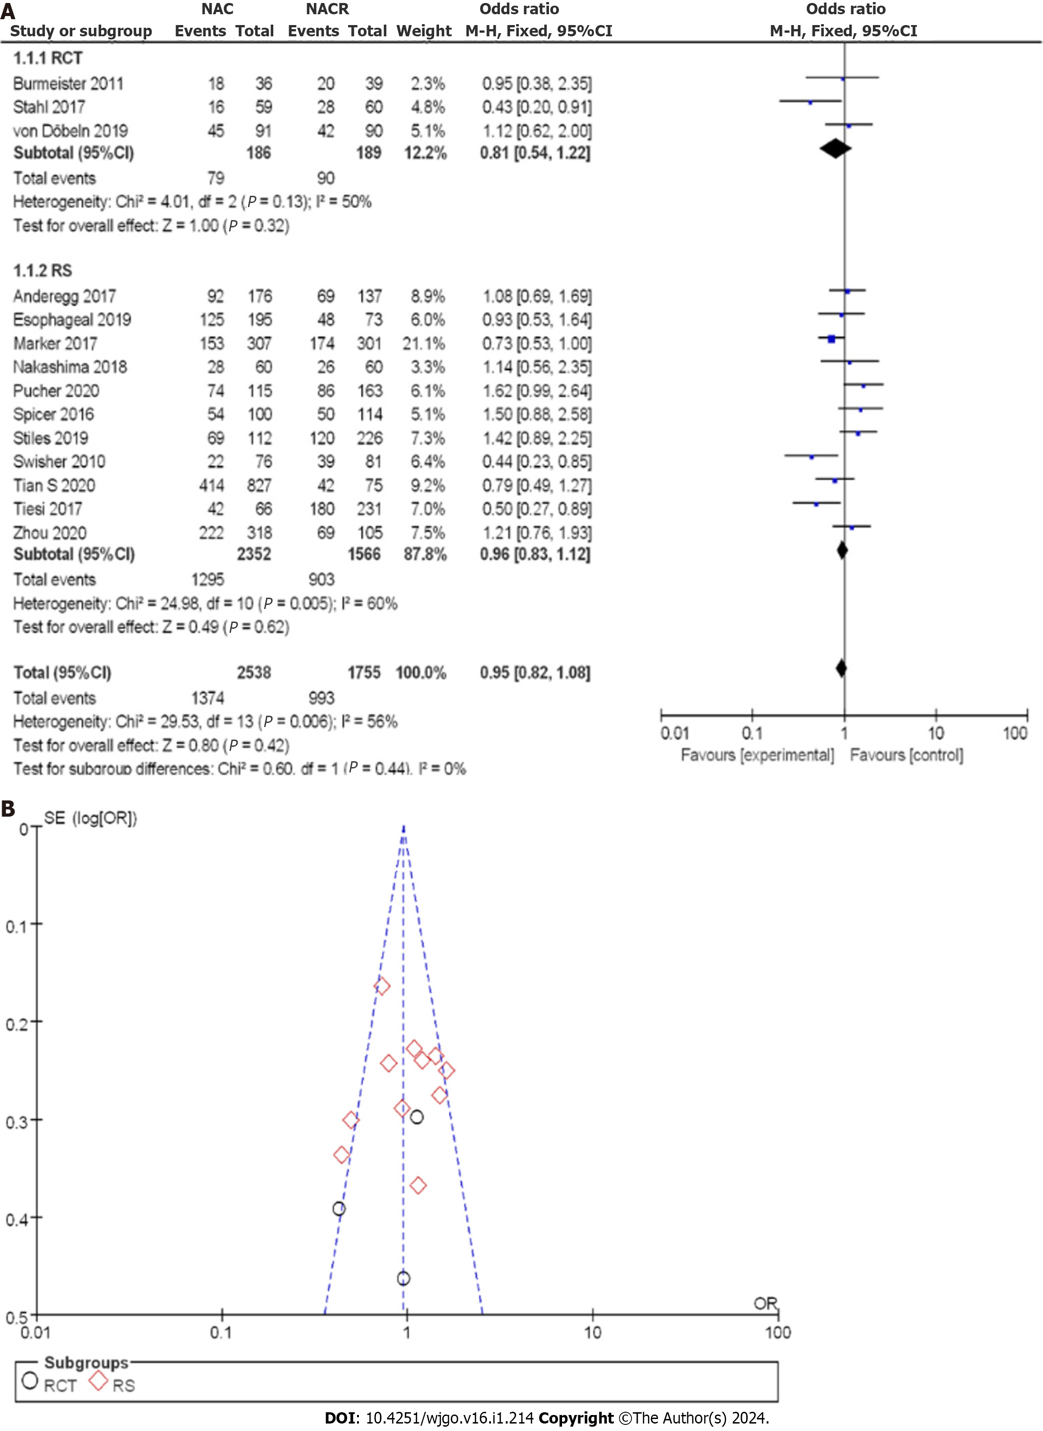 A
NAC NACR Odds ratio Odds ratio
Study or subgroup Events Total Events Total Weight M-H, Fixed, 95%CI M-H, Fixed, 95%CI
1.1.1 RCT
Burmeister 2011 18 36 20 39 2.3% 0.95 [0.38, 2.35]
Stahl 2017 16 59 28 60 4.8% 0.43 [0.20, 0.91]
von Döbeln 2019 45 91 42 90 5.1% 1.12 [0.62, 2.00]
Subtotal (95%CI) 186 189 12.2% 0.81 [0.54, 1.22]
Total events 79 90
Heterogeneity: Chi² = 4.01, df = 2 (P = 0.13); I² = 50%
Test for overall effect: Z = 1.00 (P = 0.32)
1.1.2 RS
Anderegg 2017 92 176 69 137 8.9% 1.08 [0.69, 1.69]
Esophageal 2019 125 195 48 73 6.0% 0.93 [0.53, 1.64]
Marker 2017 153 307 174 301 21.1% 0.73 [0.53, 1.00]
Nakashima 2018 28 60 26 60 3.3% 1.14 [0.56, 2.35]
Pucher 2020 74 115 86 163 6.1% 1.62 [0.99, 2.64]
Spicer 2016 54 100 50 114 5.1% 1.50 [0.88, 2.58]
Stiles 2019 69 112 120 226 7.3% 1.42 [0.89, 2.25]
Swisher 2010 22 76 39 81 6.4% 0.44 [0.23, 0.85]
Tian S 2020 414 827 42 75 9.2% 0.79 [0.49, 1.27]
Tiesi 2017 42 66 180 231 7.0% 0.50 [0.27, 0.89]
Zhou 2020 222 318 69 105 7.5% 1.21 [0.76, 1.93]
Subtotal (95%CI) 2352 1566 87.8% 0.96 [0.83, 1.12]
Total events 1295 903
Heterogeneity: Chi² = 24.98, df = 10 (P = 0.005); I² = 60%
Test for overall effect: Z = 0.49 (P = 0.62)
Total (95%CI) 2538 1755 100.0% 0.95 [0.82, 1.08]
Total events 1374 993
Heterogeneity: Chi² = 29.53, df = 13 (P = 0.006); I² = 56%
Test for overall effect: Z = 0.80 (P = 0.42)
Test for subgroup differences: Chi² = 0.60, df = 1 (P = 0.44), I² = 0%
0.01 0.1 1 10 100
Favours [experimental] Favours [control]
B
SE (log[OR])
0
0.1
0.2
0.3
0.4
0.5
OR
0.01 0.1 1 10 100
Subgroups
RCT RS
DOI: 10.4251/wjgo.v16.i1.214 Copyright ©The Author(s) 2024.